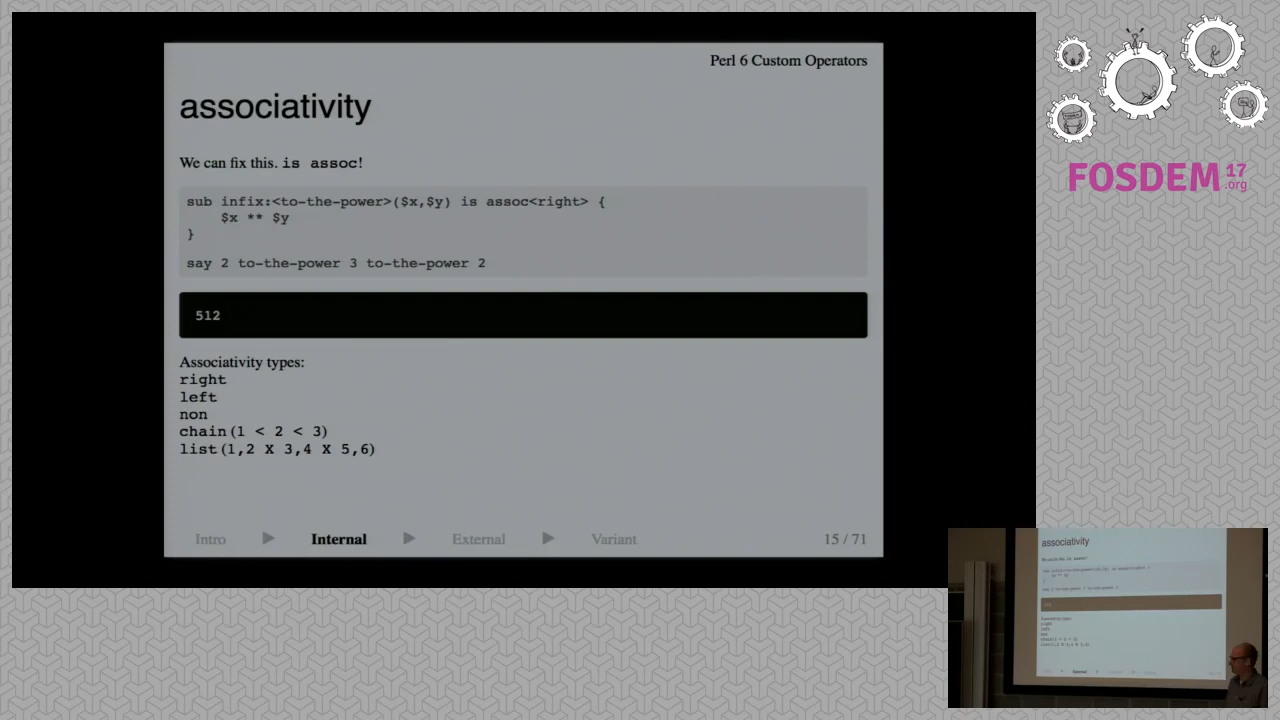 Perl 6 Custom Operators
associativity
We can fix this. is assoc!
sub infix:<to-the-power>($x,$y) is assoc<right> {
$x ** $y
}
say 2 to-the-power 3 to-the-power 2
512
Associativity types:
right
left
non
chain(1 < 2 < 3)
list(1,2 X 3,4 X 5,6)
Intro ▶ Internal ▶ External ▶ Variant 15 / 71
FOSDEM 17 .org
associativity